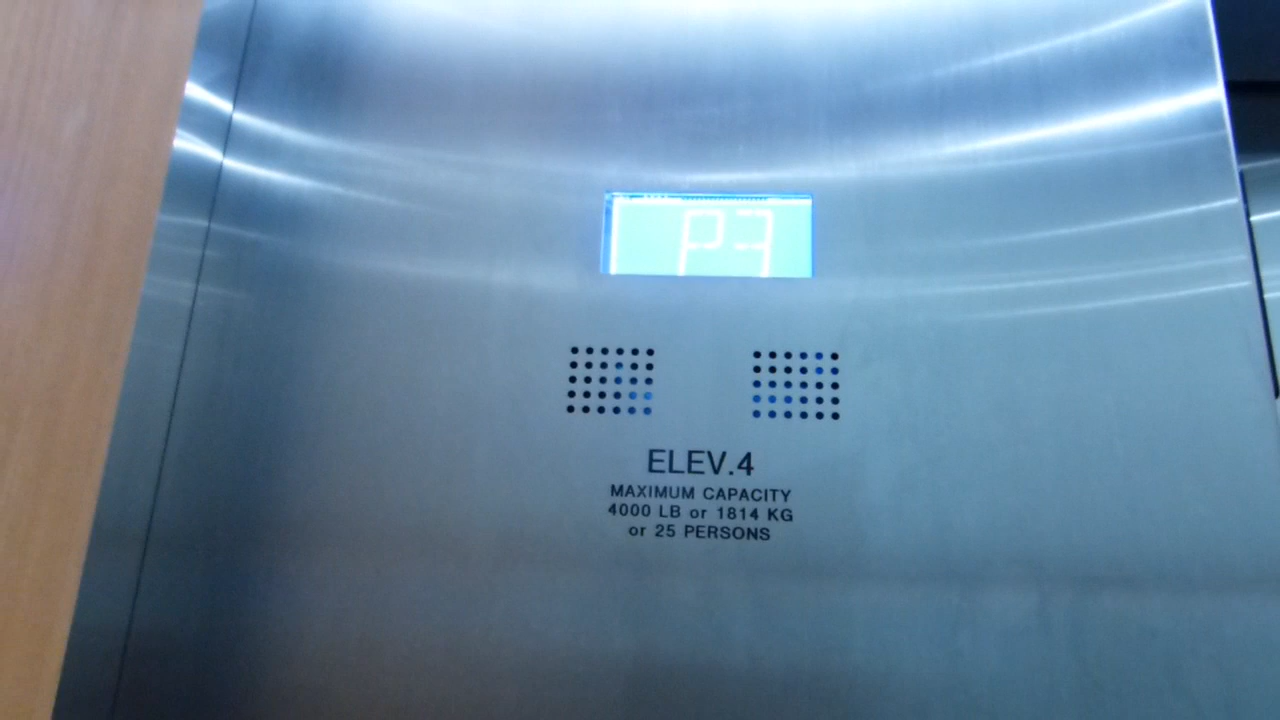 P3
ELEV.4
MAXIMUM CAPACITY
4000 LB or 1814 KG
or 25 PERSONS